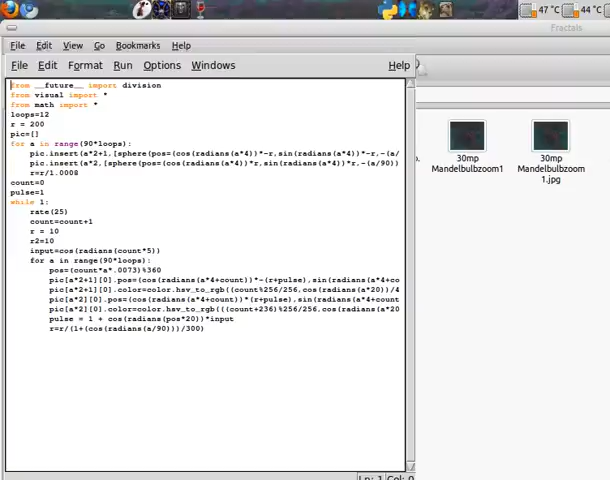 47 °C
44 °C
Fractals
File Edit View Go Bookmarks Help
File Edit Format Run Options Windows Help
from __future__ import division
from visual import *
from math import *
loops=12
r = 200
pic=[]
for a in range(90*loops):
pic.insert(a*2+1,[sphere(pos=(cos(radians(a*4))*-r,sin(radians(a*4))*-r,-(a/
pic.insert(a*2,[sphere(pos=(cos(radians(a*4))*r,sin(radians(a*4))*r,-(a/90)
r=r/1.0008
count=0
pulse=1
while 1:
rate(25)
count=count+1
r = 10
r2=10
input=cos(radians(count*5))
for a in range(90*loops):
pos=(count*a*.0073)%360
pic[a*2+1][0].pos=(cos(radians(a*4+count))*-(r+pulse),sin(radians(a*4+co
pic[a*2+1][0].color=color.hsv_to_rgb((count%256/256,cos(radians(a*20))/4
pic[a*2][0].pos=(cos(radians(a*4+count))*(r+pulse),sin(radians(a*4+count
pic[a*2][0].color=color.hsv_to_rgb(((count+236)%256/256,cos(radians(a*20
pulse = 1 + cos(radians(pos*20))*input
r=r/(1+(cos(radians(a/90)))/300)
30mp
Mandelbulbzoom1
30mp
Mandelbulbzoom
1.jpg
Ln: 1 Col: 0